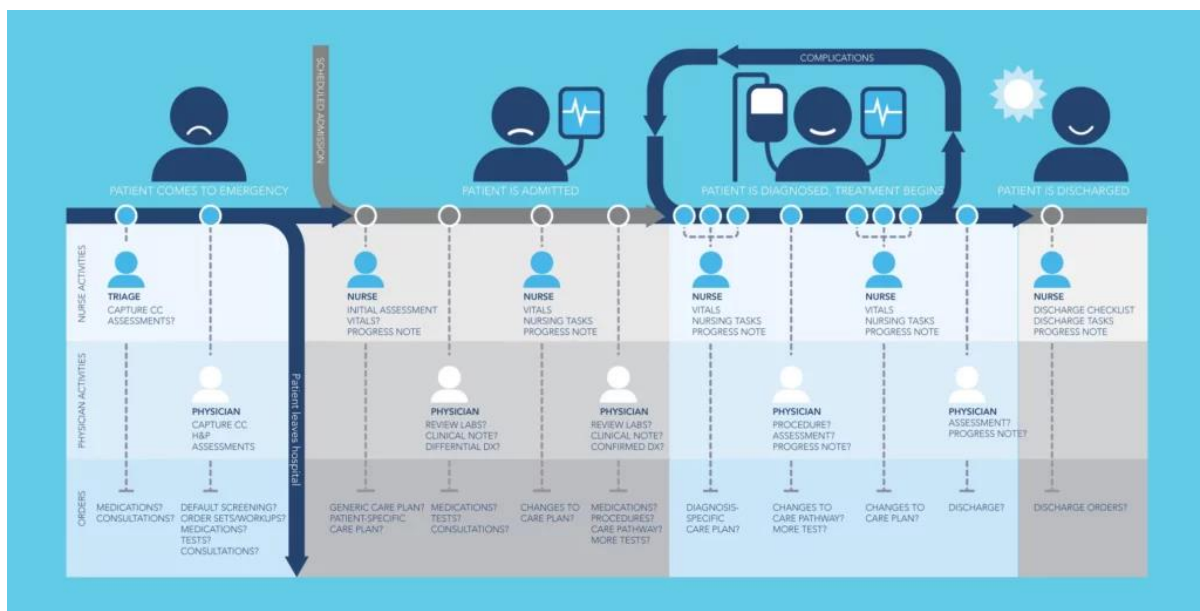 COMPLICATIONS
SCHEDULED ADMISSION
PATIENT COMES TO EMERGENCY
PATIENT IS ADMITTED
PATIENT IS DIAGNOSED, TREATMENT BEGINS
PATIENT IS DISCHARGED
NURSE ACTIVITIES
TRIAGE
CAPTURE CC
ASSESSMENTS?
NURSE
INITIAL ASSESSMENT
VITALS?
PROGRESS NOTE
NURSE
VITALS
NURSING TASKS
PROGRESS NOTE
NURSE
VITALS
NURSING TASKS
PROGRESS NOTE
NURSE
VITALS
NURSING TASKS
PROGRESS NOTE
NURSE
DISCHARGE CHECKLIST
DISCHARGE TASKS
PROGRESS NOTE
Patient leaves hospital
PHYSICIAN ACTIVITIES
PHYSICIAN
CAPTURE CC
H&P
ASSESSMENTS
PHYSICIAN
REVIEW LABS?
CLINICAL NOTE?
DIFFERNTIAL DX?
PHYSICIAN
REVIEW LABS?
CLINICAL NOTE?
CONFIRMED DX?
PHYSICIAN
PROCEDURE?
ASSESSMENT?
PROGRESS NOTE?
PHYSICIAN
ASSESSMENT?
PROGRESS NOTE?
ORDERS
MEDICATIONS?
CONSULTATIONS?
DEFAULT SCREENING?
ORDER SETS/WORKUPS?
MEDICATIONS?
TESTS?
CONSULTATIONS?
GENERIC CARE PLAN?
PATIENT-SPECIFIC
CARE PLAN?
MEDICATIONS?
TESTS?
CONSULTATIONS?
CHANGES TO
CARE PLAN?
MEDICATIONS?
PROCEDURES?
CARE PATHWAY?
MORE TESTS?
DIAGNOSIS-
SPECIFIC
CARE PLAN?
CHANGES TO
CARE PATHWAY?
MORE TEST?
CHANGES TO
CARE PLAN?
DISCHARGE?
DISCHARGE ORDERS?